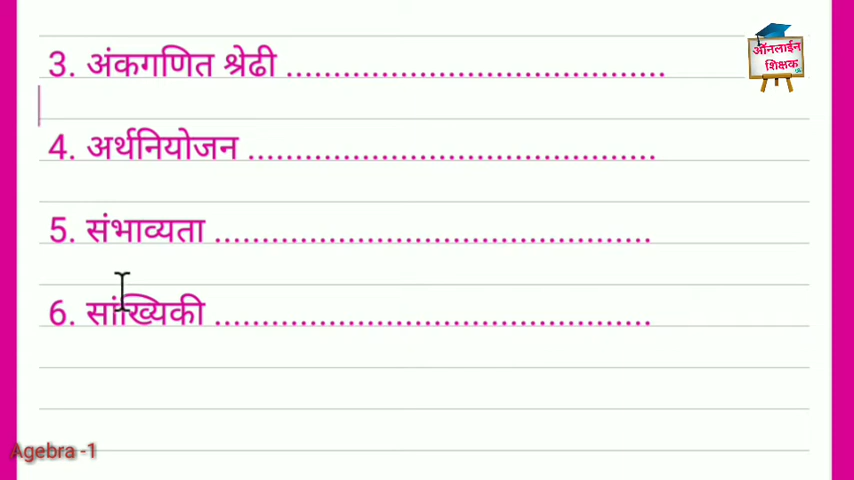 3. अंकगणित श्रेढी ........................................
ऑनलाईन
शिक्षक
4. अर्थनियोजन ...........................................
5. संभाव्यता ..............................................
6. सांख्यिकी ..............................................
Agebra -1